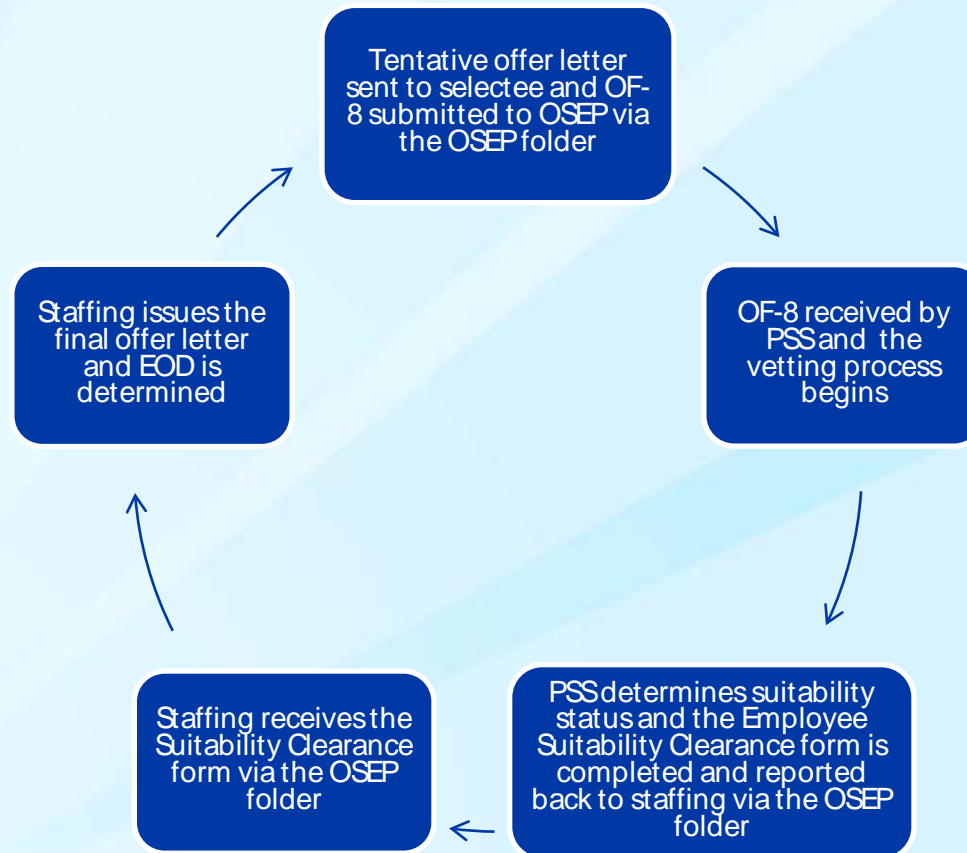 Tentative offer letter
sent to selectee and OF-
8 submitted to OSEP via
the OSEP folder
OF-8 received by
PSS and the
vetting process
begins
PSS determines suitability
status and the Employee
Suitability Clearance form is
completed and reported
back to staffing via the OSEP
folder
Staffing receives the
Suitability Clearance
form via the OSEP
folder
Staffing issues the
final offer letter
and EOD is
determined